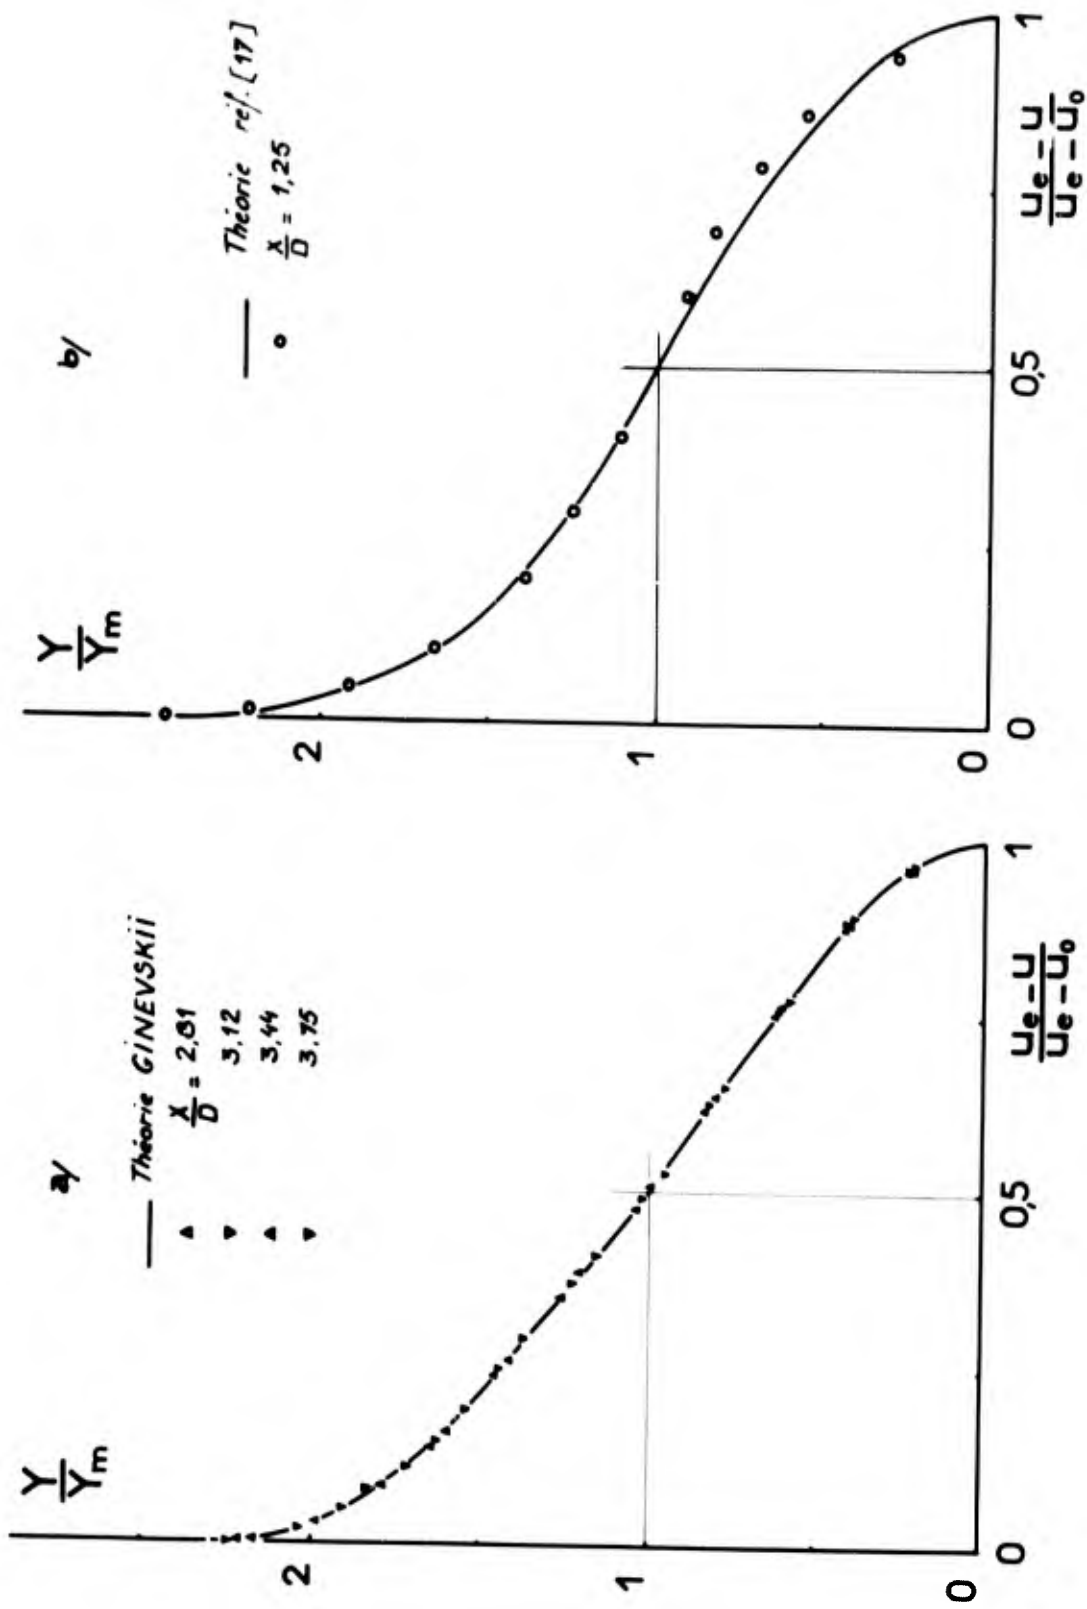 a/
Y/Ym
Théorie GINEVSKII
X/D = 2,81
3,12
3,44
3,75
2
1
0
0
0,5
1
ue – u / ue – u0
b/
Y/Ym
Théorie réf. [17]
X/D = 1,25
2
1
0
0
0,5
1
ue – u / ue – u0